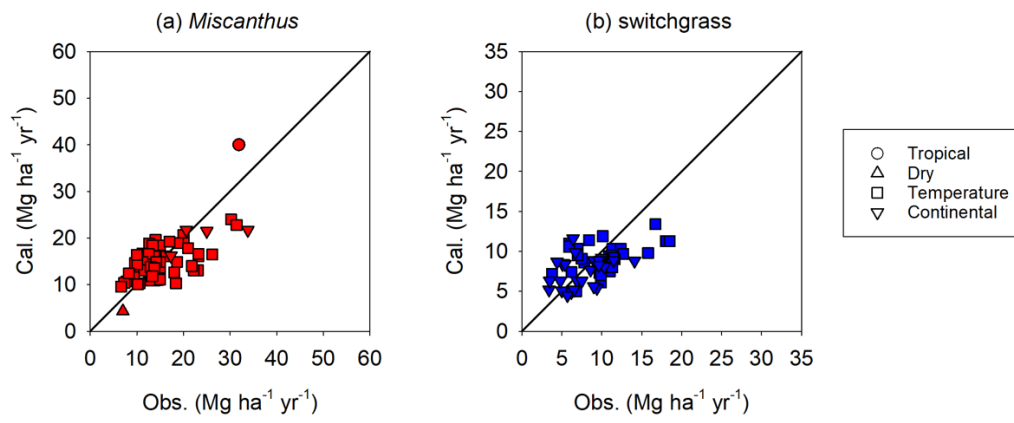 (a) Miscanthus
Cal. (Mg ha⁻¹ yr⁻¹)
60
50
40
30
20
10
0
0 10 20 30 40 50 60
Obs. (Mg ha⁻¹ yr⁻¹)
(b) switchgrass
Cal. (Mg ha⁻¹ yr⁻¹)
35
30
25
20
15
10
5
0
0 5 10 15 20 25 30 35
Obs. (Mg ha⁻¹ yr⁻¹)
Tropical
Dry
Temperature
Continental